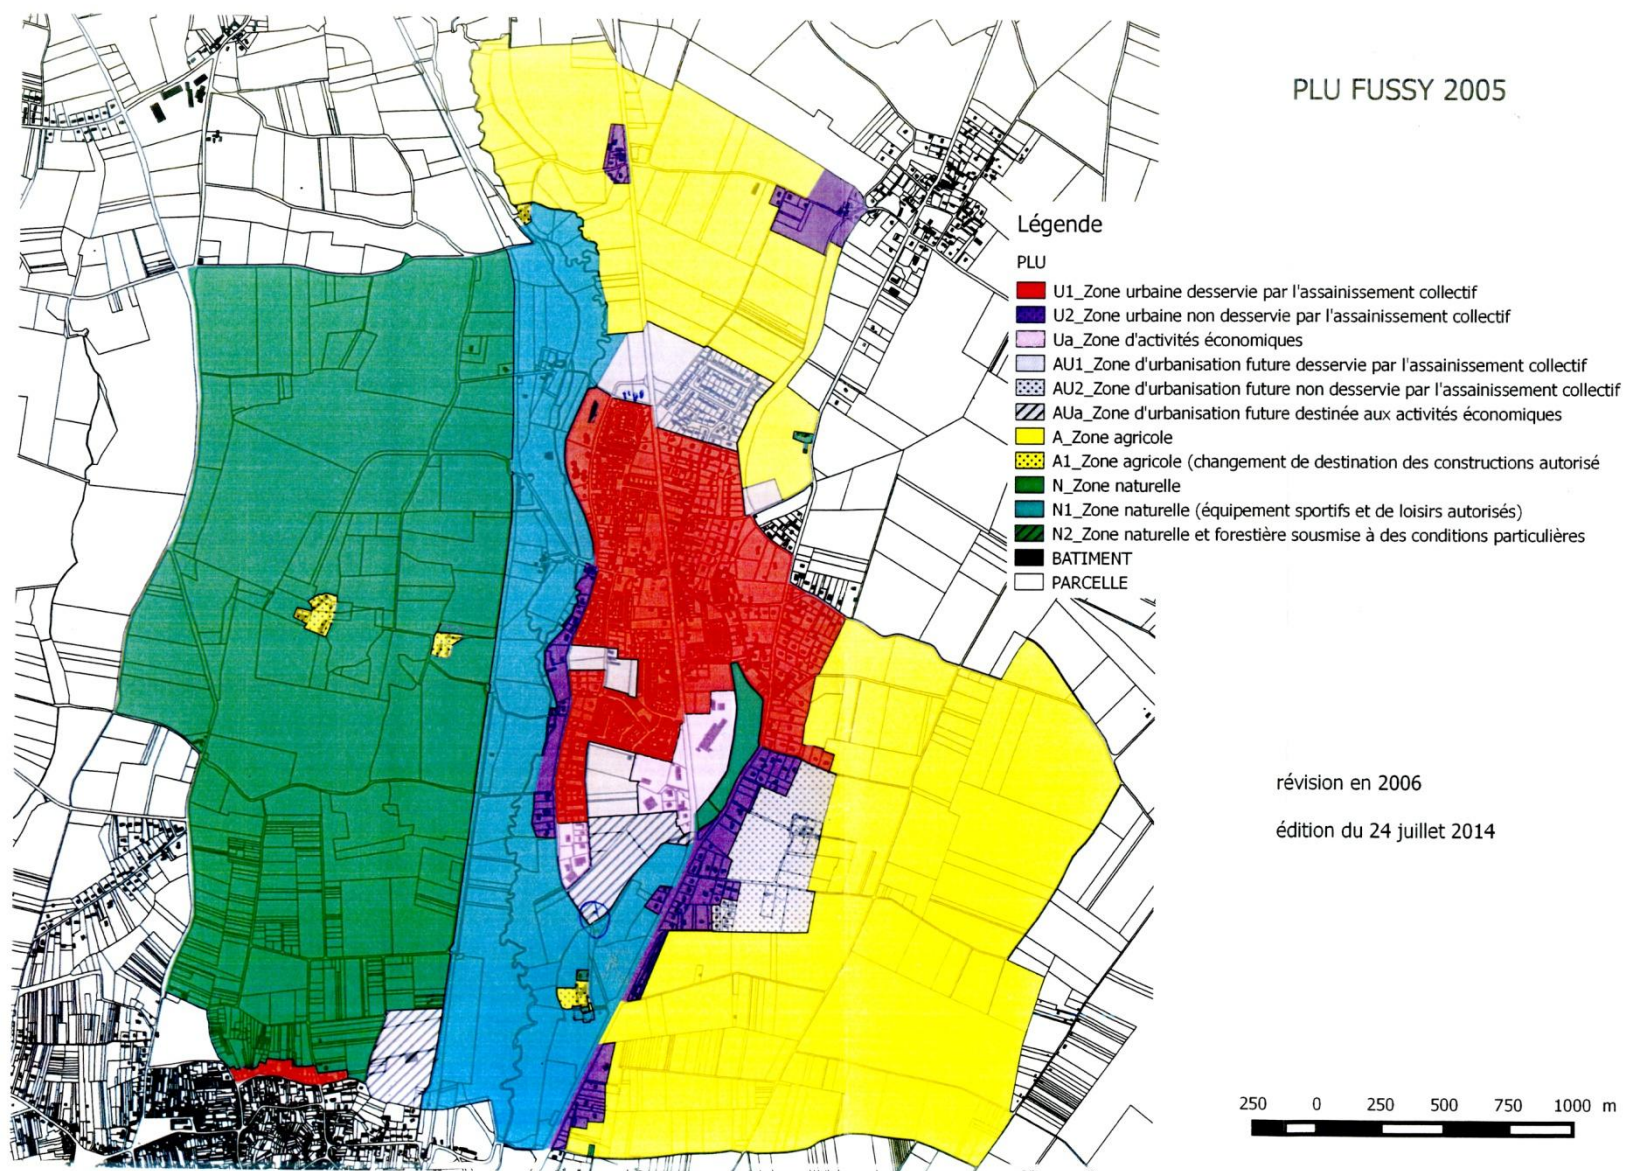 PLU FUSSY 2005
Légende
PLU
U1_Zone urbaine desservie par l'assainissement collectif
U2_Zone urbaine non desservie par l'assainissement collectif
Ua_Zone d'activités économiques
AU1_Zone d'urbanisation future desservie par l'assainissement collectif
AU2_Zone d'urbanisation future non desservie par l'assainissement collectif
AUa_Zone d'urbanisation future destinée aux activités économiques
A_Zone agricole
A1_Zone agricole (changement de destination des constructions autorisé
N_Zone naturelle
N1_Zone naturelle (équipement sportifs et de loisirs autorisés)
N2_Zone naturelle et forestière sousmise à des conditions particulières
BATIMENT
PARCELLE
révision en 2006
édition du 24 juillet 2014
250 0 250 500 750 1000 m